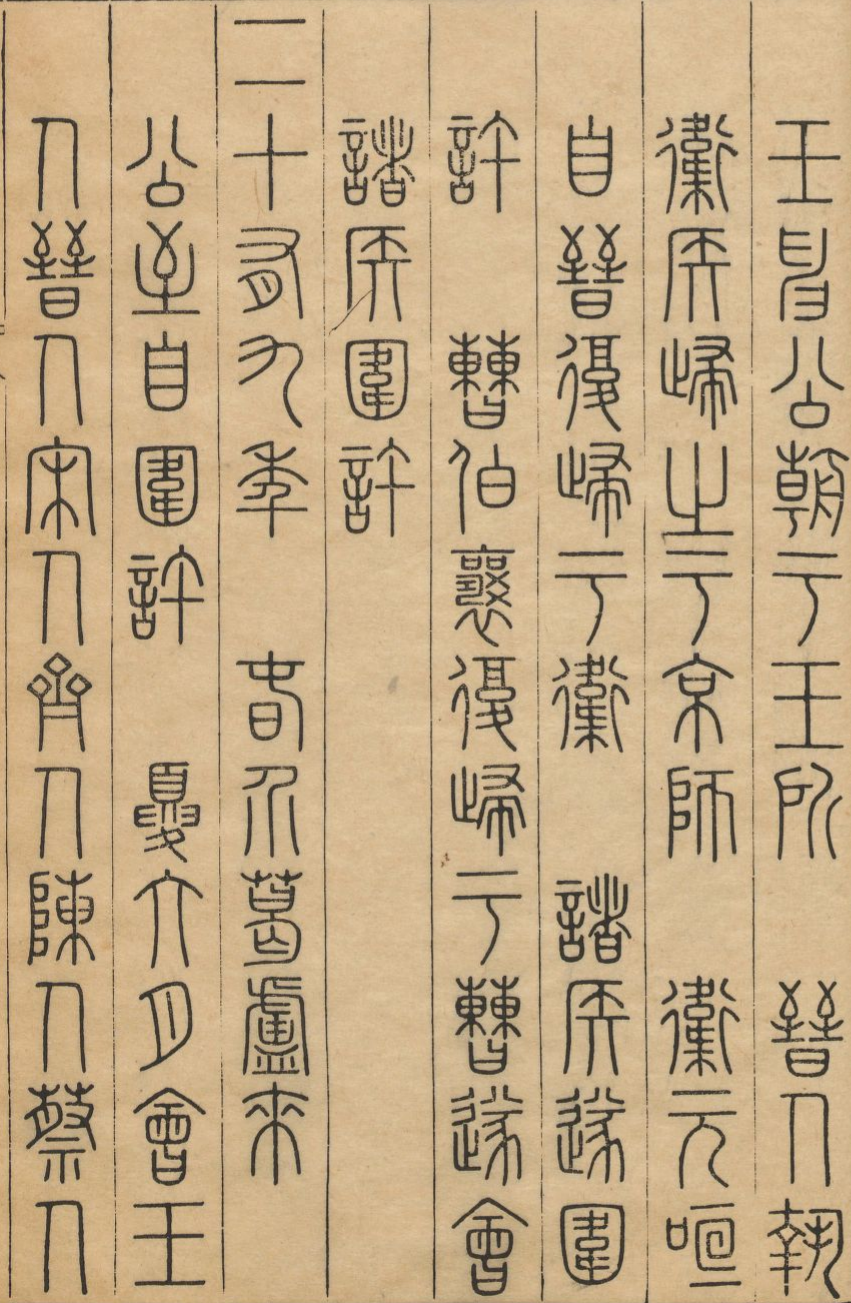 王申公朝于王所　晉人執
衛侯歸之于京師　衛元咺
自晉復歸于衛　諸侯遂圍
許　曹伯襄復歸于曹遂會
諸侯圍許
二十有九年　春介葛盧來
公至自圍許　夏六月會王
人晉人宋人齊人陳人蔡人